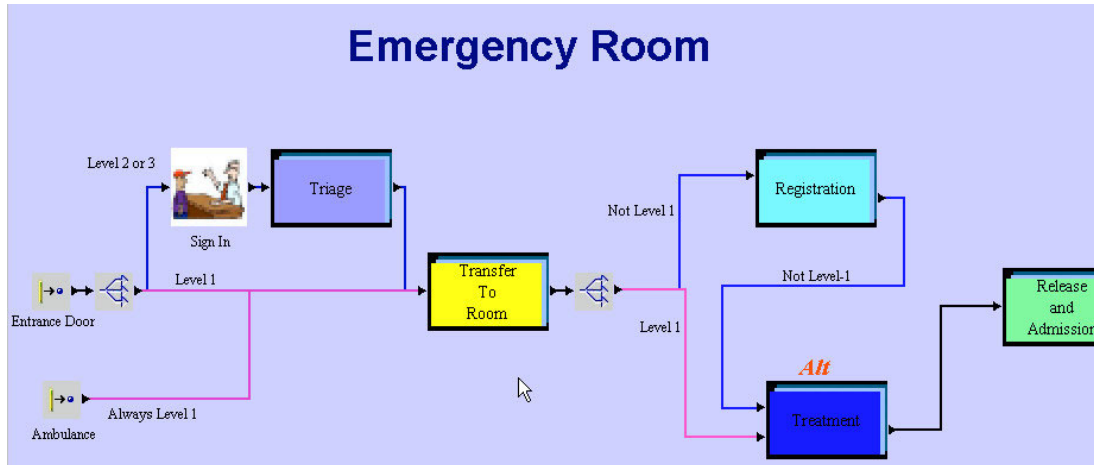 Emergency Room
Level 2 or 3
Triage
Sign In
Registration
Not Level 1
Level 1
Transfer
To
Room
Not Level-1
Entrance Door
Level 1
Release
and
Admission
Alt
Always Level 1
Ambulance
Treatment